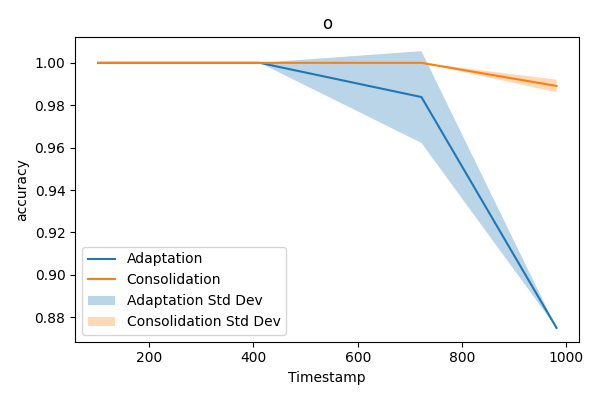 o
accuracy
1.00
0.98
0.96
0.94
0.92
0.90
0.88
Adaptation
Consolidation
Adaptation Std Dev
Consolidation Std Dev
200 400 600 800 1000
Timestamp